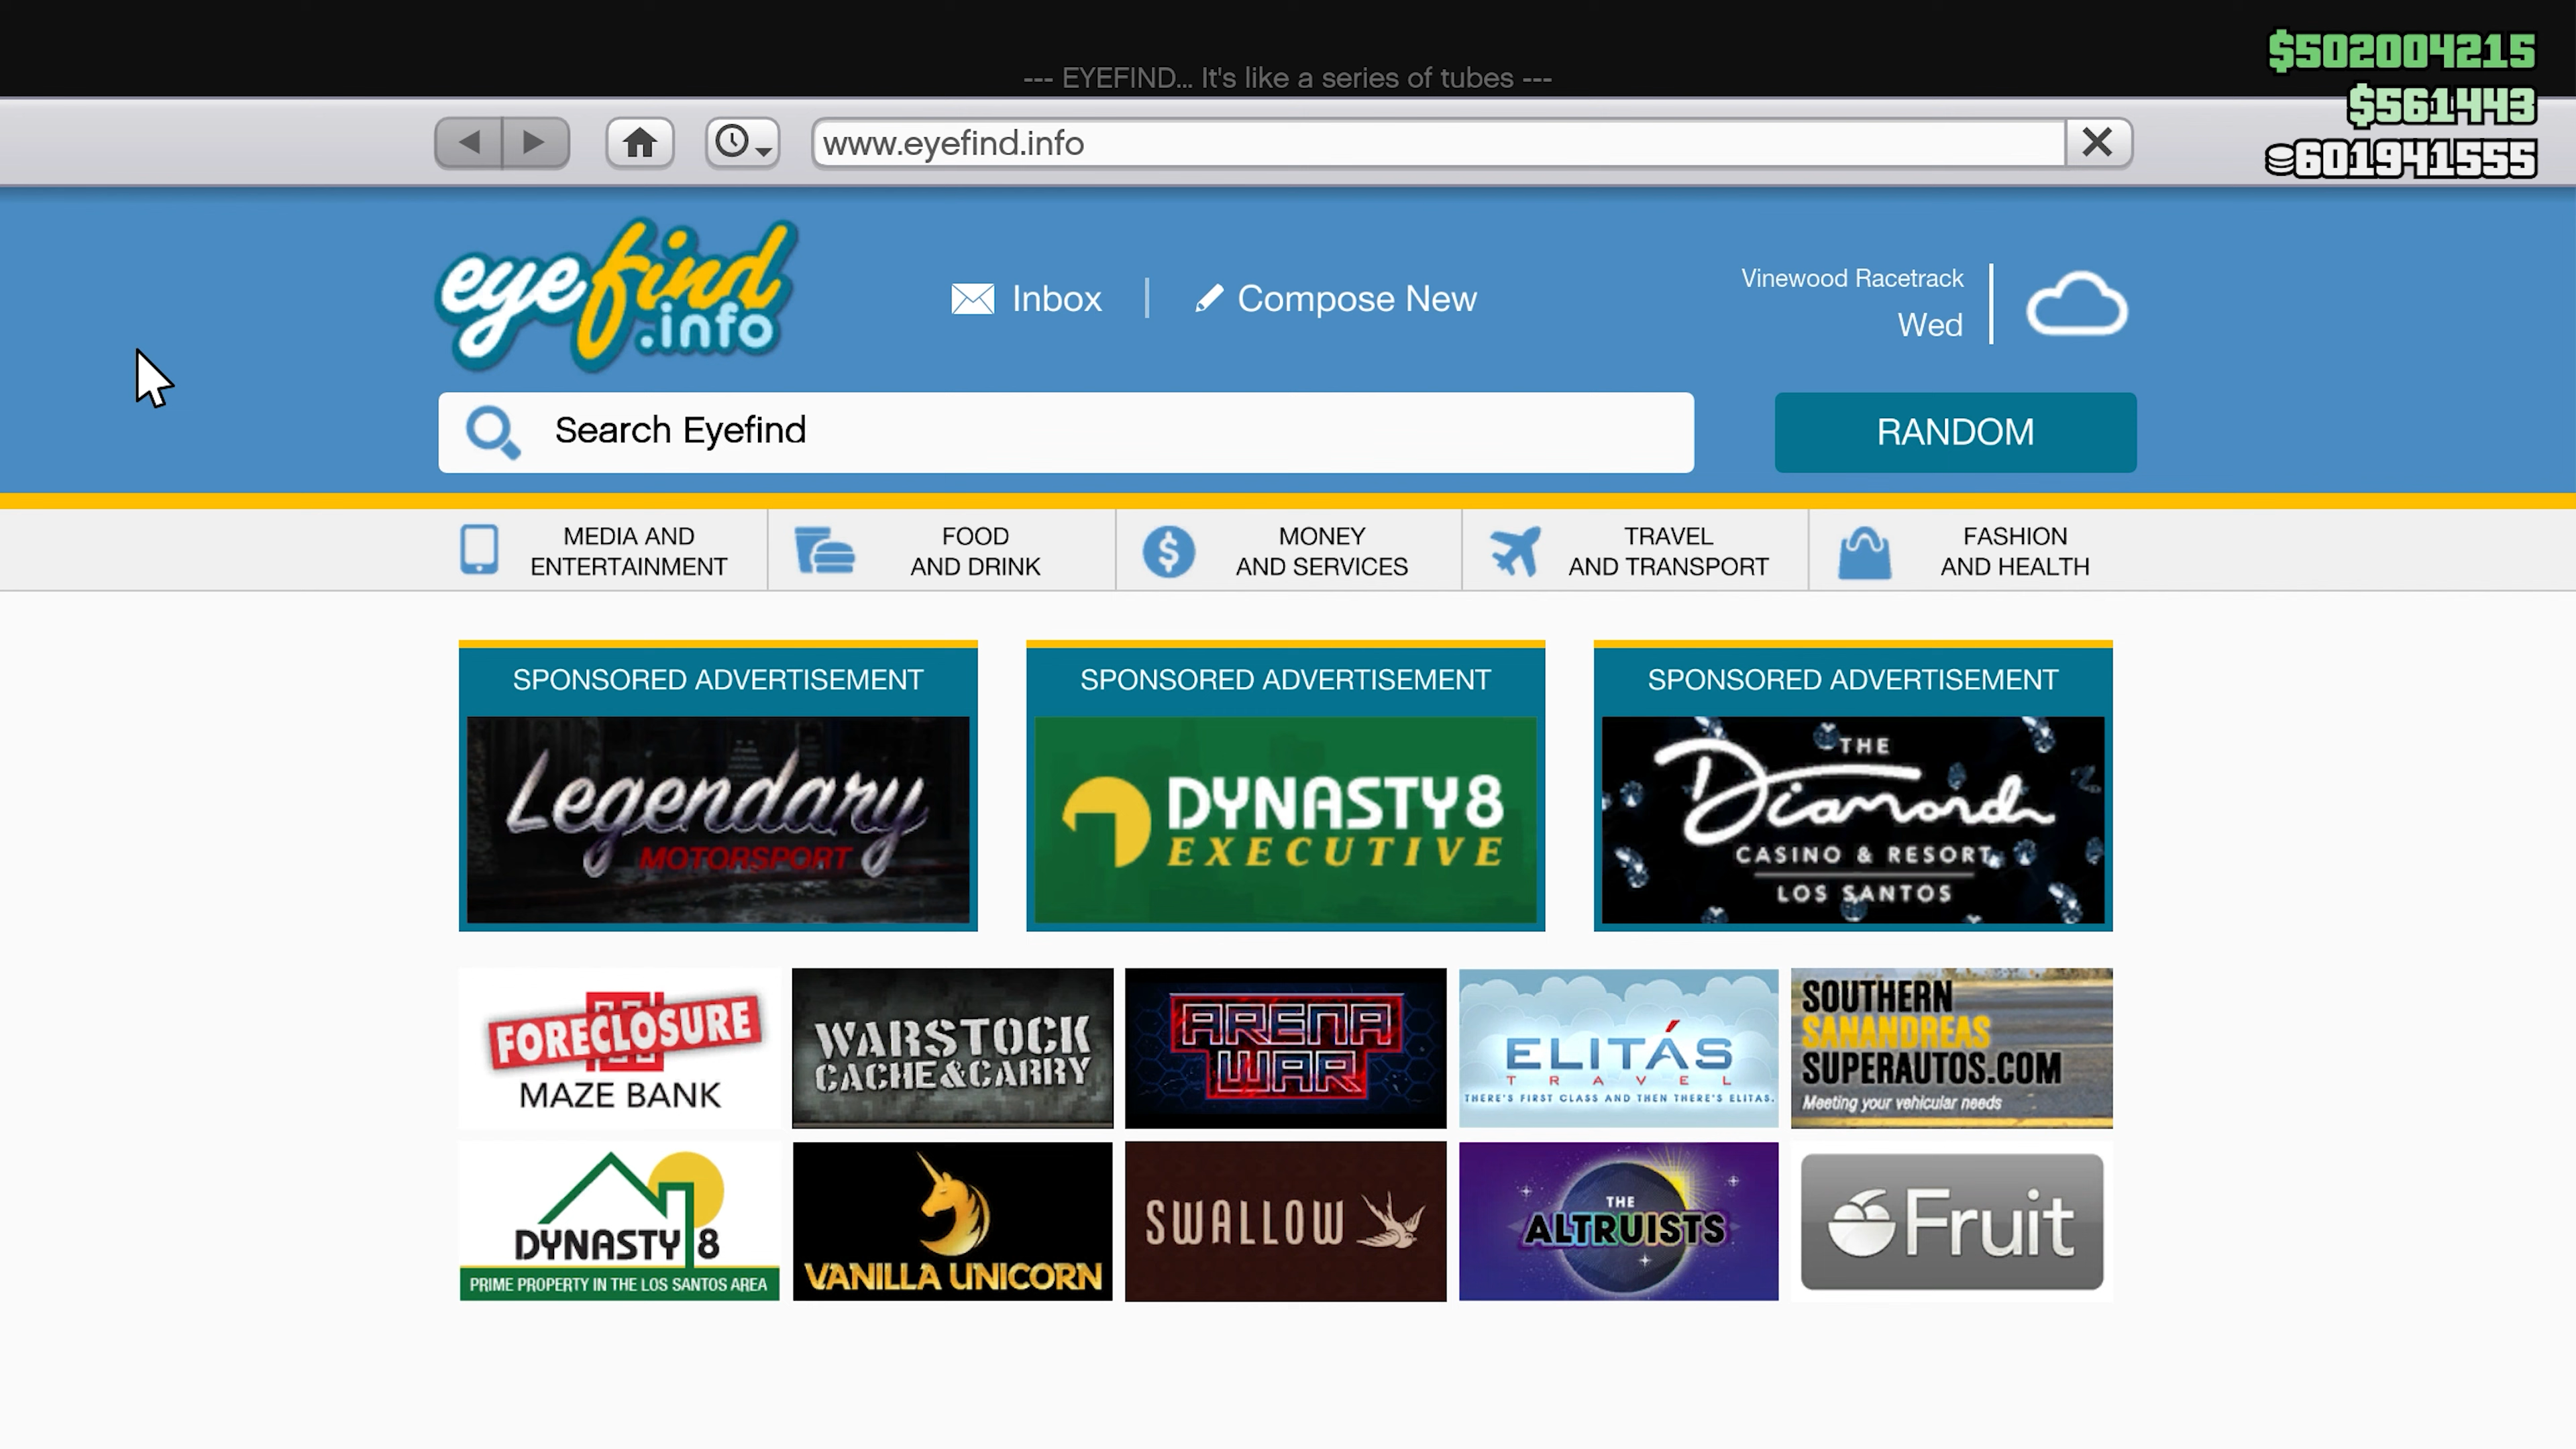 $502004215
--- EYEFIND... It's like a series of tubes ---
$561443
www.eyefind.info
601941555
eyefind
.info
Inbox
Compose New
Vinewood Racetrack
Wed
Search Eyefind
RANDOM
MEDIA AND
ENTERTAINMENT
FOOD
AND DRINK
MONEY
AND SERVICES
TRAVEL
AND TRANSPORT
FASHION
AND HEALTH
SPONSORED ADVERTISEMENT
Legendary
MOTORSPORT
SPONSORED ADVERTISEMENT
DYNASTY8
EXECUTIVE
SPONSORED ADVERTISEMENT
THE
Diamond
CASINO & RESORT
LOS SANTOS
FORECLOSURE
MAZE BANK
WARSTOCK
CACHE&CARRY
ARENA
WAR
ELITÁS
TRAVEL
THERE'S FIRST CLASS AND THEN THERE'S ELITAS.
SOUTHERN
SANANDREAS
SUPERAUTOS.COM
Meeting your vehicular needs
DYNASTY 8
PRIME PROPERTY IN THE LOS SANTOS AREA
VANILLA UNICORN
SWALLOW
THE
ALTRUISTS
Fruit